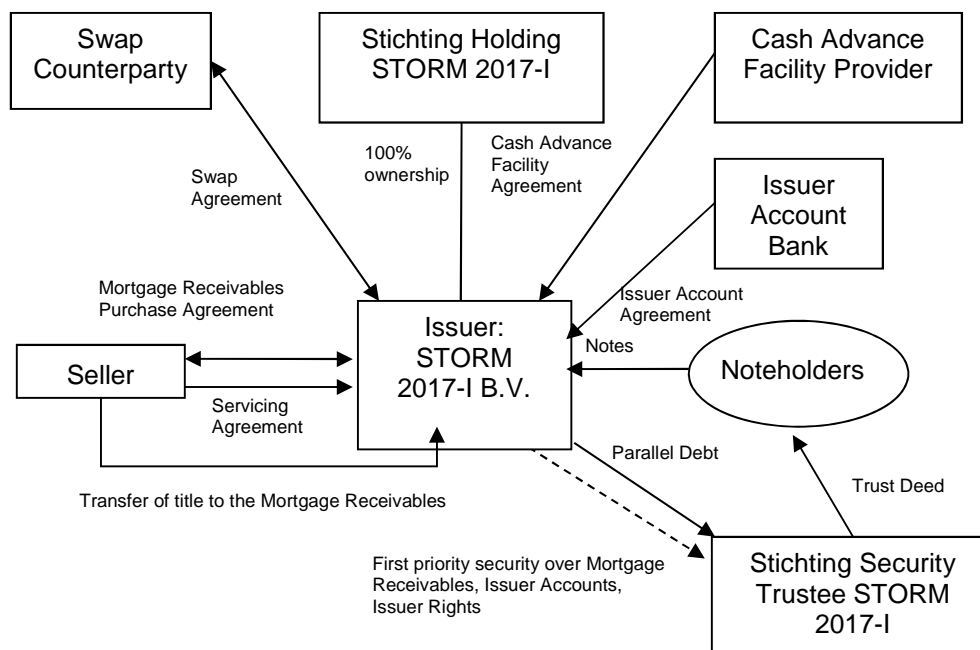 Swap
Counterparty
Stichting Holding
STORM 2017-I
Cash Advance
Facility Provider
Swap
Agreement
100%
ownership
Cash Advance
Facility
Agreement
Issuer
Account
Bank
Mortgage Receivables
Purchase Agreement
Issuer Account
Agreement
Issuer:
STORM
2017-I B.V.
Notes
Seller
Noteholders
Servicing
Agreement
Parallel Debt
Trust Deed
Transfer of title to the Mortgage Receivables
First priority security over Mortgage
Receivables, Issuer Accounts,
Issuer Rights
Stichting Security
Trustee STORM
2017-I